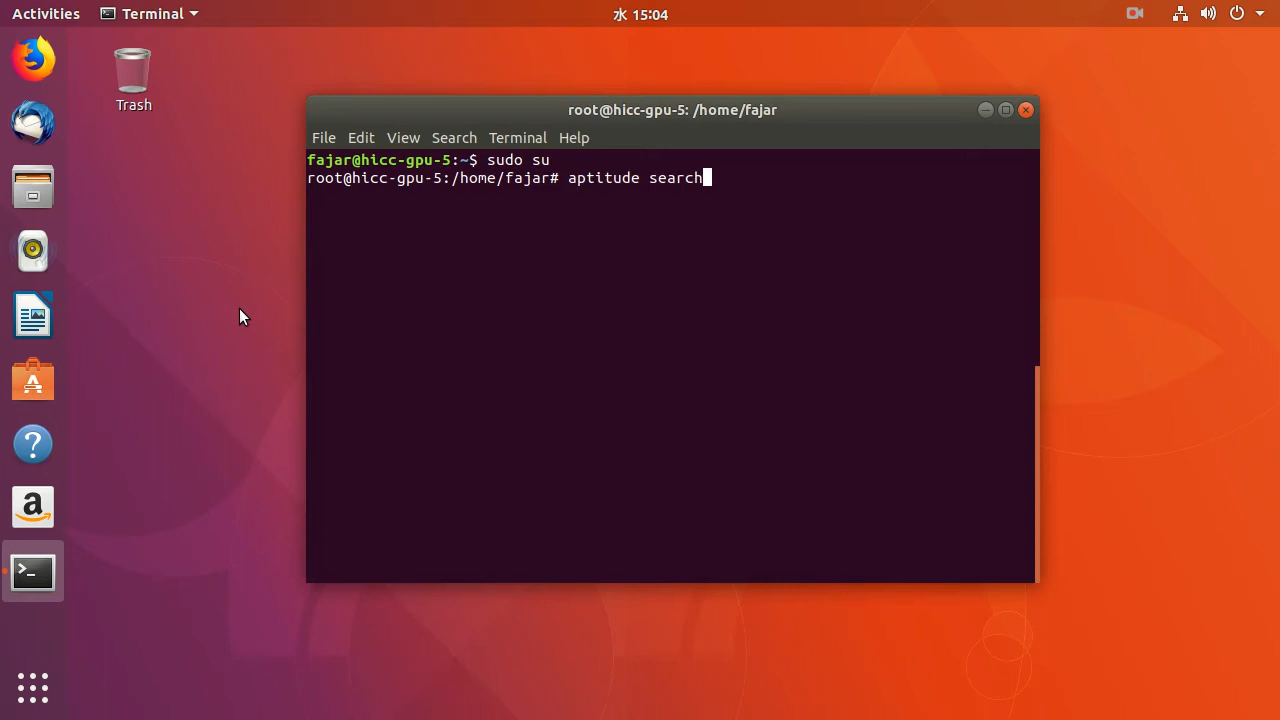 Activities Terminal 水 15:04
Trash
root@hicc-gpu-5: /home/fajar
File Edit View Search Terminal Help
fajar@hicc-gpu-5:~$ sudo su
root@hicc-gpu-5:/home/fajar# aptitude search